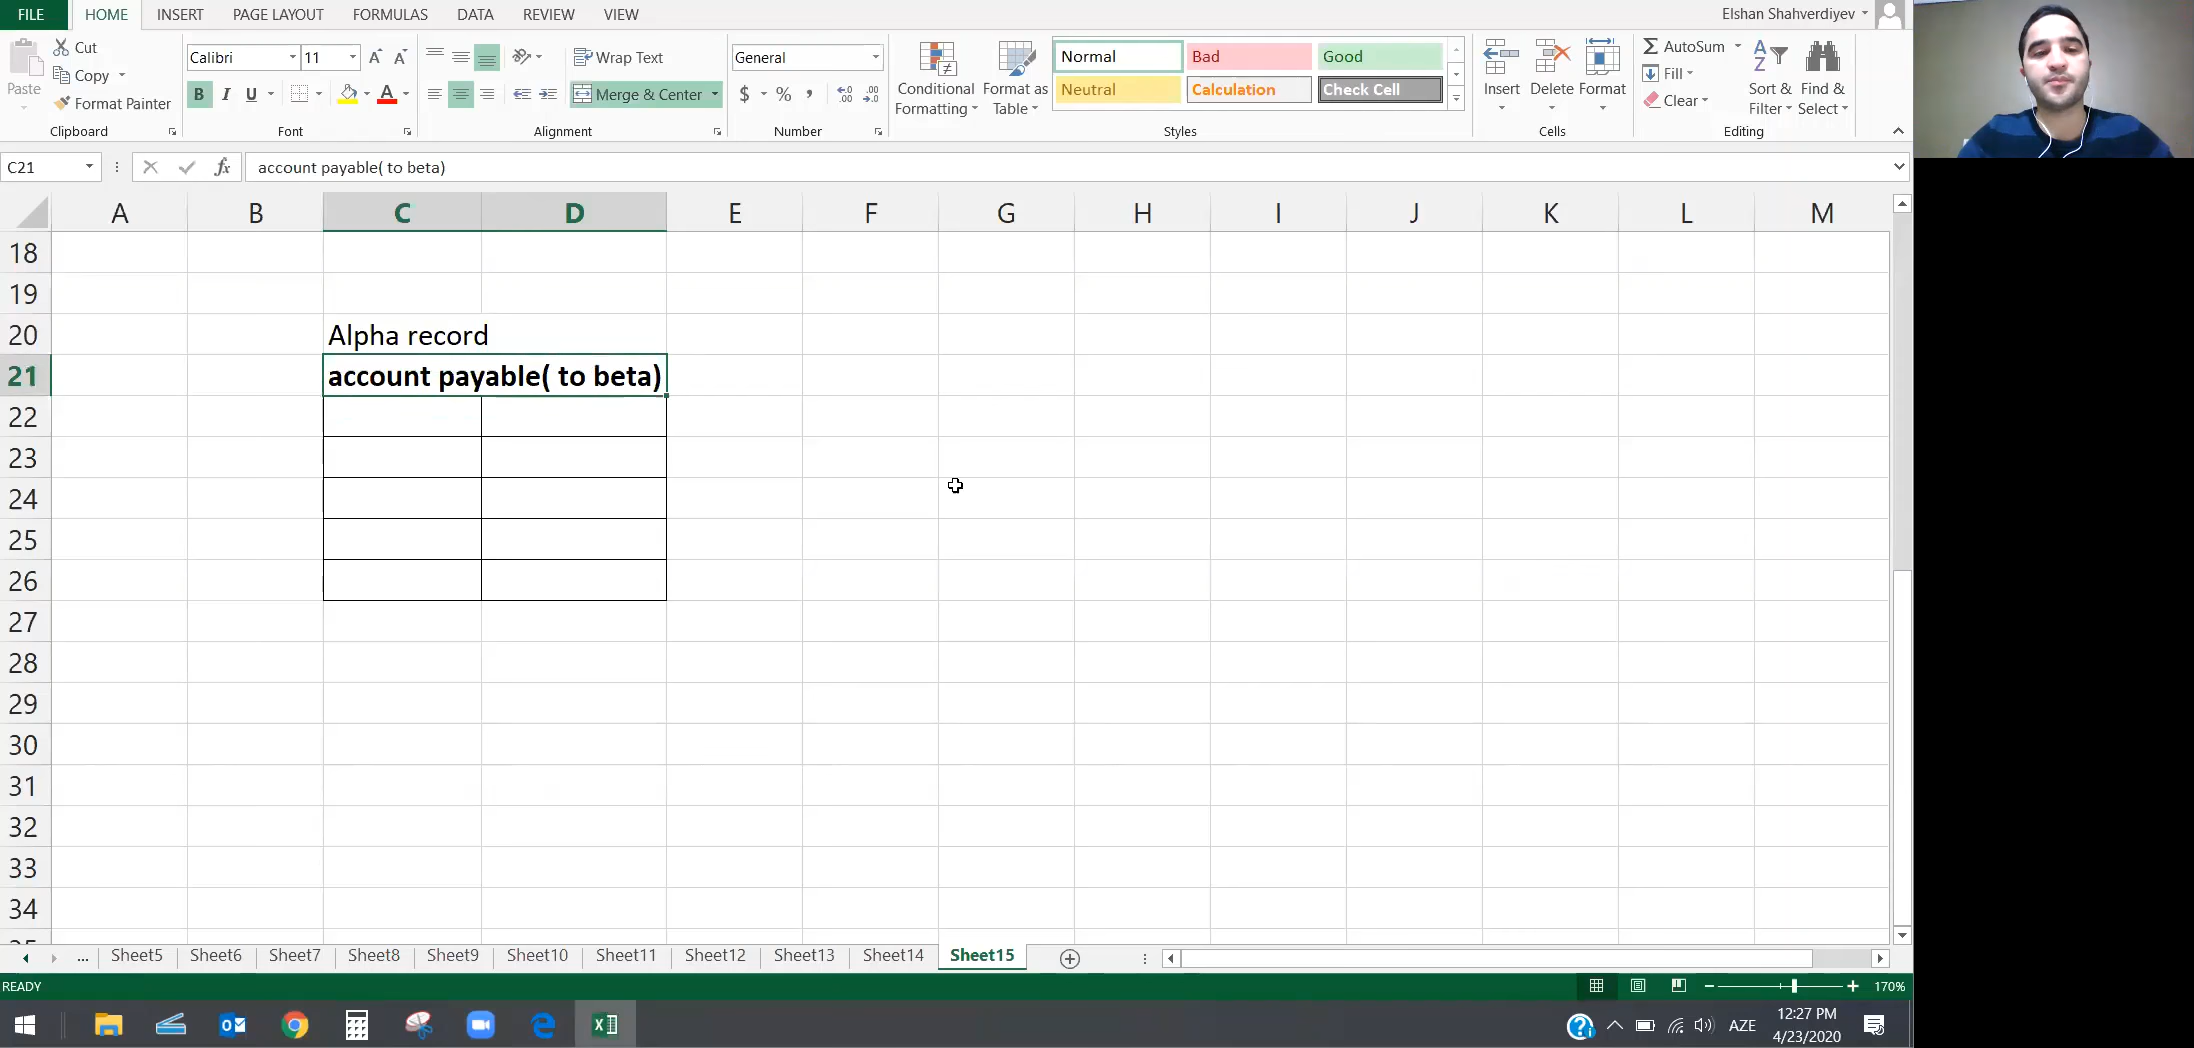 FILE HOME INSERT PAGE LAYOUT FORMULAS DATA REVIEW VIEW Elshan Shahverdiyev
Paste Cut Copy Format Painter Clipboard
Calibri 11 B I U A Font
Wrap Text Merge & Center Alignment
General $ % , Number
Conditional Formatting Format as Table Normal Bad Good Neutral Calculation Check Cell Styles
Insert Delete Format Cells
AutoSum Fill Clear Sort & Filter Find & Select Editing
C21 fx account payable( to beta)
A B C D E F G H I J K L M
18
19
20 Alpha record
21 account payable( to beta)
22
23
24
25
26
27
28
29
30
31
32
33
34
... Sheet5 Sheet6 Sheet7 Sheet8 Sheet9 Sheet10 Sheet11 Sheet12 Sheet13 Sheet14 Sheet15
READY 170%
AZE 12:27 PM
4/23/2020